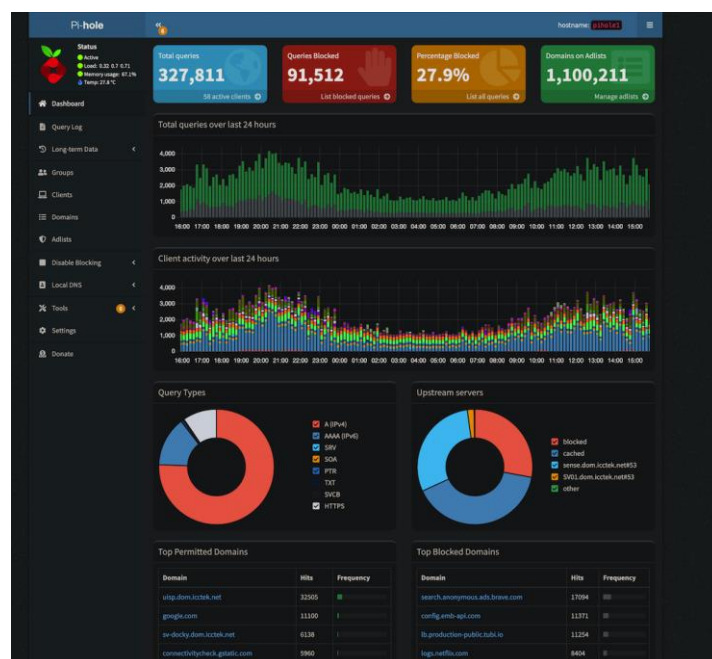 Pi-hole
hostname: pihole1
Status
Active
Load: 0.32 0.7 0.71
Memory usage: 67.1%
Temp: 27.8 °C
Dashboard
Query Log
Long-term Data
Groups
Clients
Domains
Adlists
Disable Blocking
Local DNS
Tools
Settings
Donate
Total queries
327,811
58 active clients
Queries Blocked
91,512
List blocked queries
Percentage Blocked
27.9%
List all queries
Domains on Adlists
1,100,211
Manage adlists
Total queries over last 24 hours
4,000
3,000
2,000
1,000
0
16:00 17:00 18:00 19:00 20:00 21:00 22:00 23:00 00:00 01:00 02:00 03:00 04:00 05:00 06:00 07:00 08:00 09:00 10:00 11:00 12:00 13:00 14:00 15:00
Client activity over last 24 hours
4,000
3,000
2,000
1,000
0
16:00 17:00 18:00 19:00 20:00 21:00 22:00 23:00 00:00 01:00 02:00 03:00 04:00 05:00 06:00 07:00 08:00 09:00 10:00 11:00 12:00 13:00 14:00 15:00
Query Types
A (IPv4)
AAAA (IPv6)
SRV
SOA
PTR
TXT
SVCB
HTTPS
Upstream servers
blocked
cached
sense.dom.icctek.net#53
SV01.dom.icctek.net#53
other
Top Permitted Domains
Domain Hits Frequency
uisp.dom.icctek.net 32505
google.com 11100
sv-docky.dom.icctek.net 6138
connectivitycheck.gstatic.com 5960
Top Blocked Domains
Domain Hits Frequency
search.anonymous.ads.brave.com 17094
config.emb-api.com 11371
lb.production-public.tubi.io 11254
logs.netflix.com 8404